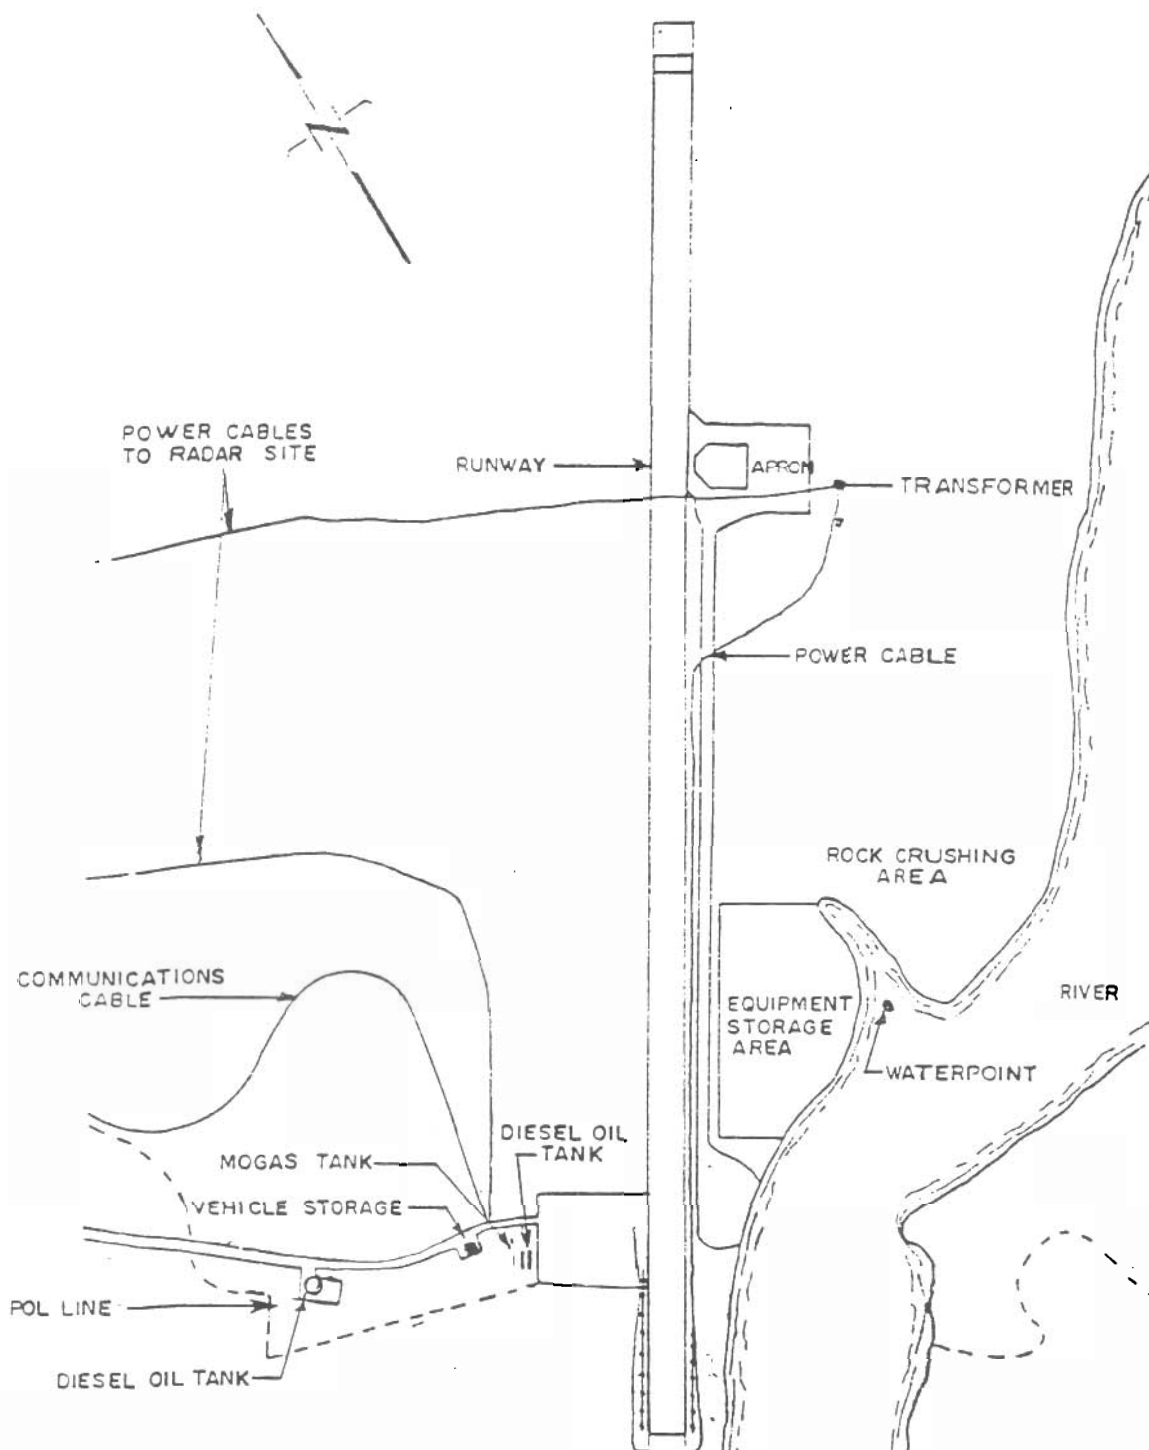 POWER CABLES
TO RADAR SITE
RUNWAY
APRON
TRANSFORMER
POWER CABLE
ROCK CRUSHING
AREA
COMMUNICATIONS
CABLE
EQUIPMENT
STORAGE
AREA
RIVER
WATERPOINT
DIESEL OIL
TANK
MOGAS TANK
VEHICLE STORAGE
POL LINE
DIESEL OIL TANK